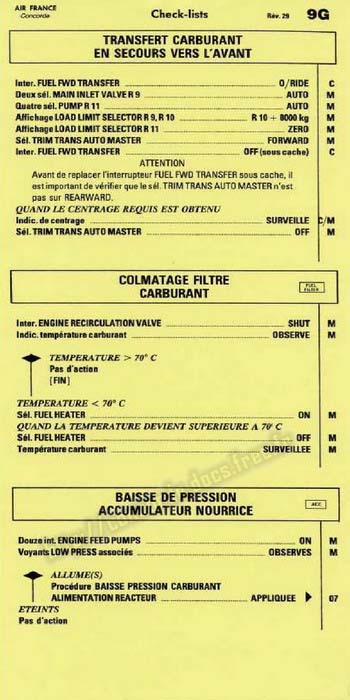 AIR FRANCE
Concorde
Check-lists
Rév. 29
9G
TRANSFERT CARBURANT
EN SECOURS VERS L'AVANT
Inter. FUEL FWD TRANSFER O/RIDE C
Deux sél. MAIN INLET VALVE R 9 AUTO M
Quatre sél. PUMP R 11 AUTO M
Affichage LOAD LIMIT SELECTOR R 9, R 10 R 10 + 8000 kg M
Affichage LOAD LIMIT SELECTOR R 11 ZERO M
Sél. TRIM TRANS AUTO MASTER FORWARD M
Inter. FUEL FWD TRANSFER OFF (sous cache) C
ATTENTION
Avant de replacer l'interrupteur FUEL FWD TRANSFER sous cache, il
est important de vérifier que le sél. TRIM TRANS AUTO MASTER n'est
pas sur REARWARD.
QUAND LE CENTRAGE REQUIS EST OBTENU
Indic. de centrage SURVEILLE C/M
Sél. TRIM TRANS AUTO MASTER OFF M
COLMATAGE FILTRE
CARBURANT
FUEL
FILTER
Inter. ENGINE RECIRCULATION VALVE SHUT M
Indic. température carburant OBSERVE M
TEMPERATURE > 70° C
Pas d'action
[FIN]
TEMPERATURE < 70° C
Sél. FUEL HEATER ON M
QUAND LA TEMPERATURE DEVIENT SUPERIEURE A 70° C
Sél. FUEL HEATER OFF M
Température carburant SURVEILLEE M
BAISSE DE PRESSION
ACCUMULATEUR NOURRICE
ACC
Douze int. ENGINE FEED PUMPS ON M
Voyants LOW PRESS associés OBSERVES M
ALLUME(S)
Procédure BAISSE PRESSION CARBURANT
ALIMENTATION REACTEUR APPLIQUEE ▶ 07
ETEINTS
Pas d'action